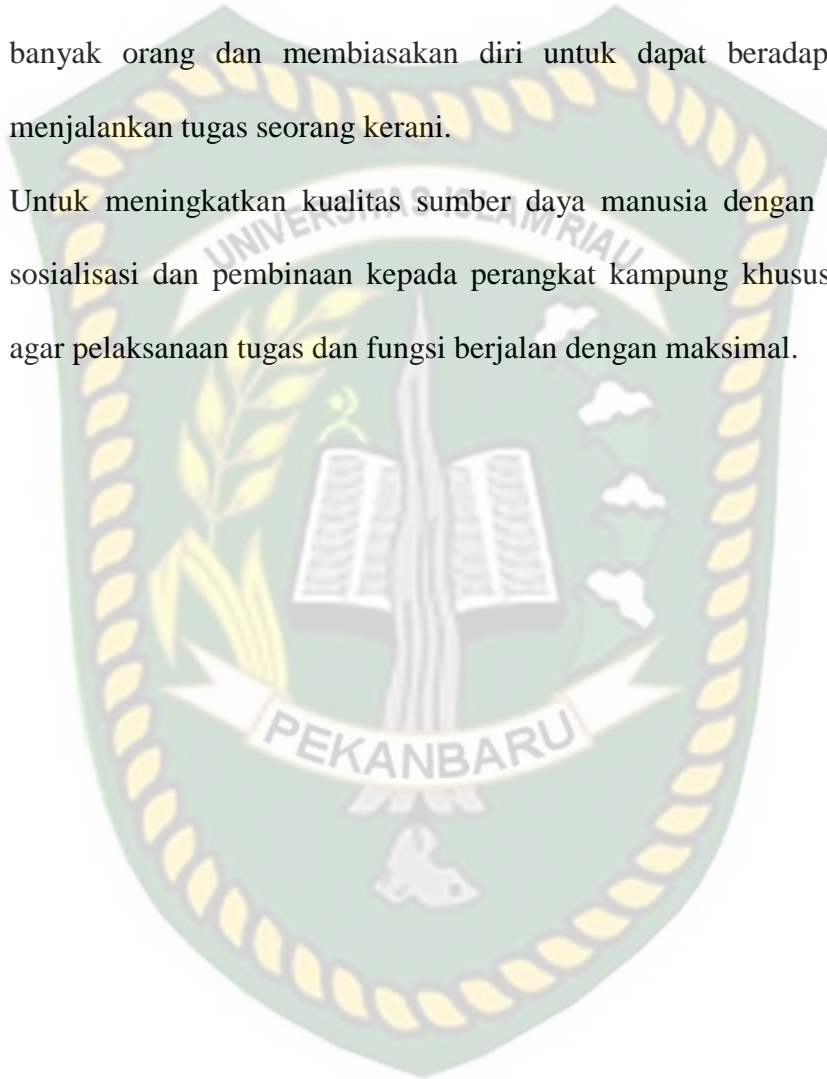 banyak orang dan membiasakan diri untuk dapat beradap
menjalankan tugas seorang kerani.
Untuk meningkatkan kualitas sumber daya manusia dengan
UNIVERSITAS ISLAM RIAU
sosialisasi dan pembinaan kepada perangkat kampung khusus
agar pelaksanaan tugas dan fungsi berjalan dengan maksimal.
PEKANBARU